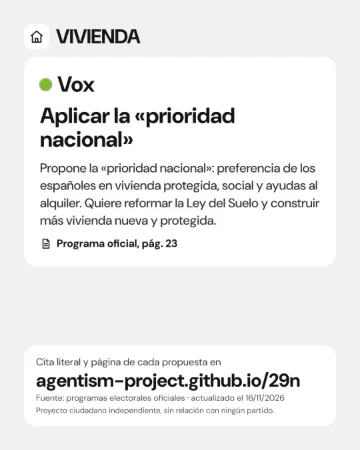 VIVIENDA
Vox
Aplicar la «prioridad
nacional»
Propone la «prioridad nacional»: preferencia de los
españoles en vivienda protegida, social y ayudas al
alquiler. Quiere reformar la Ley del Suelo y construir
más vivienda nueva y protegida.
Programa oficial, pág. 23
Cita literal y página de cada propuesta en
agentism-project.github.io/29n
Fuente: programas electorales oficiales · actualizado el 16/11/2026
Proyecto ciudadano independiente, sin relación con ningún partido.